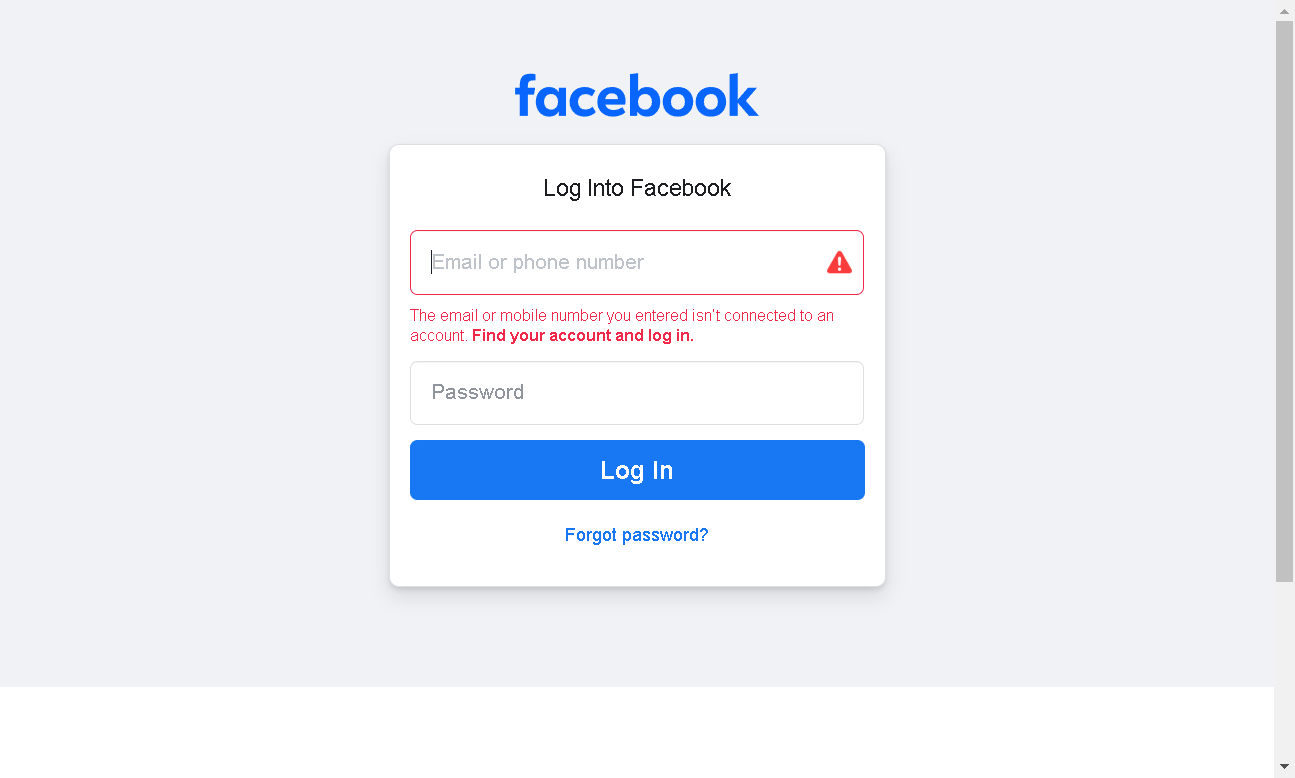 facebook
Log Into Facebook
Email or phone number
The email or mobile number you entered isn't connected to an
account. Find your account and log in.
Password
Log In
Forgot password?